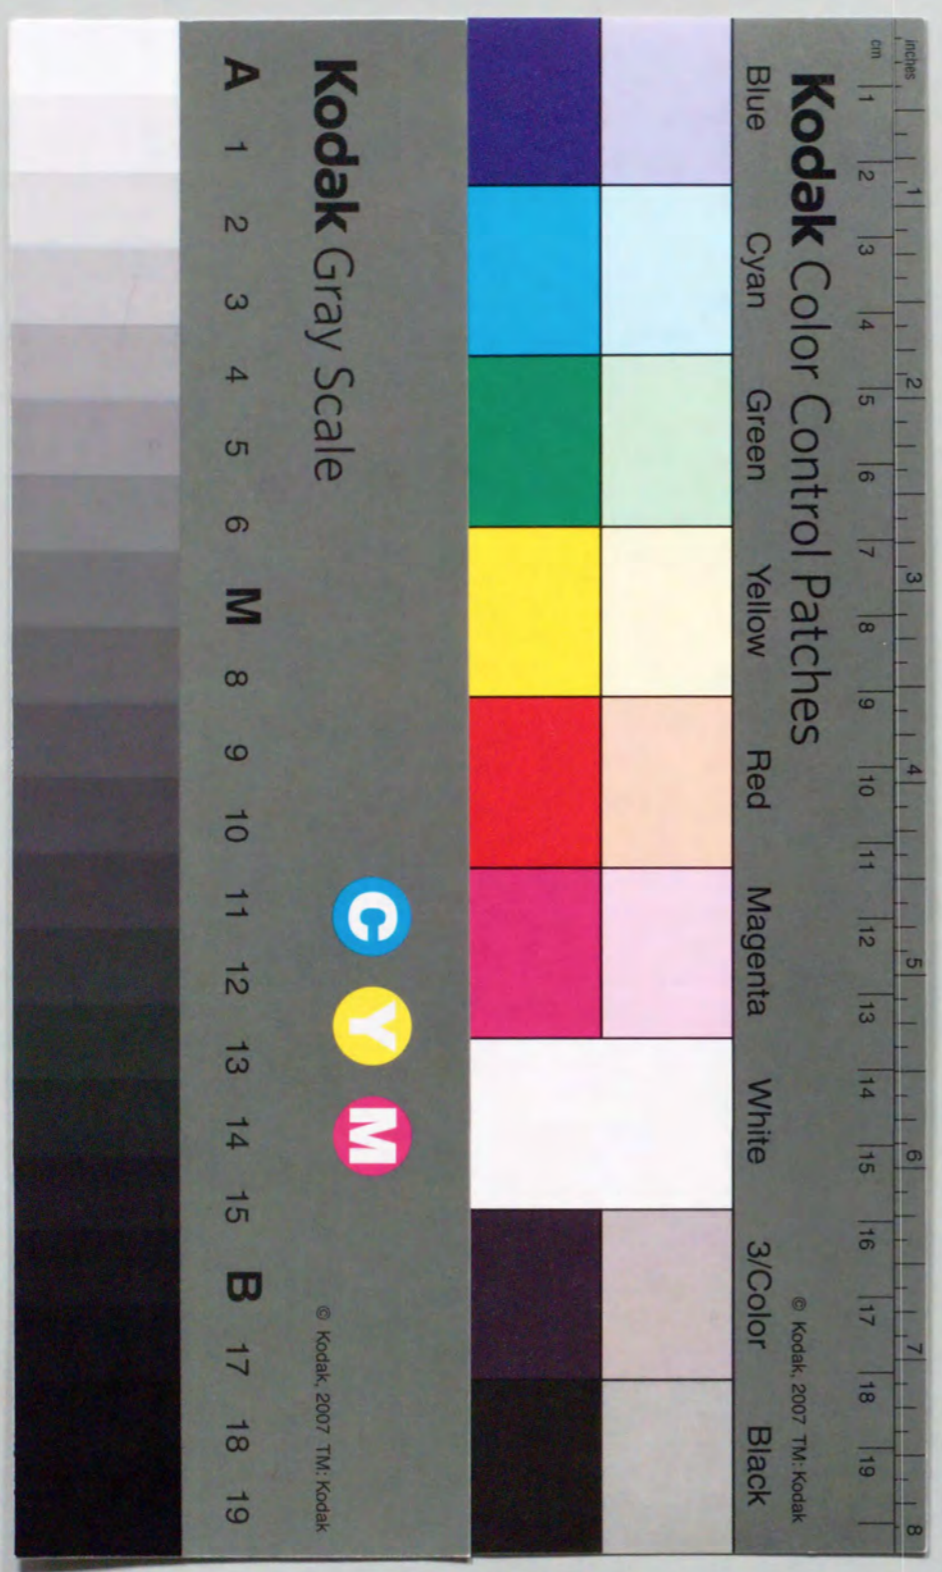 inches
1 2 3 4 5 6 7 8
cm
1 2 3 4 5 6 7 8 9 10 11 12 13 14 15 16 17 18 19
Kodak Color Control Patches
© Kodak, 2007 TM: Kodak
Blue Cyan Green Yellow Red Magenta White 3/Color Black
Kodak Gray Scale
C Y M
© Kodak, 2007 TM: Kodak
A 1 2 3 4 5 6 M 8 9 10 11 12 13 14 15 B 17 18 19